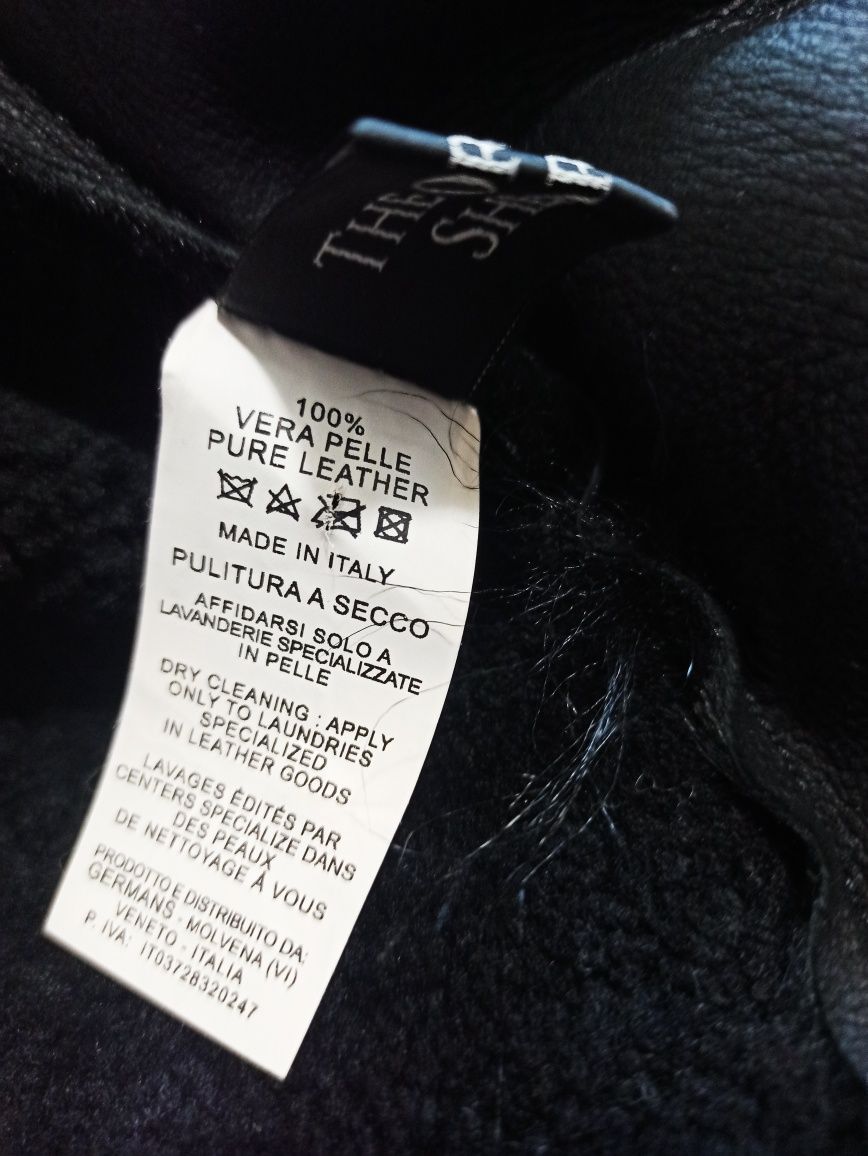 THE
100%
VERA PELLE
PURE LEATHER
MADE IN ITALY
PULITURA A SECCO
AFFIDARSI SOLO A
LAVANDERIE SPECIALIZZATE
IN PELLE
DRY CLEANING : APPLY
ONLY TO LAUNDRIES
SPECIALIZED
IN LEATHER GOODS
LAVAGES ÉDITÉS PAR
CENTERS SPECIALIZE DANS
DES PEAUX
DE NETTOYAGE À VOUS
PRODOTTO E DISTRIBUITO DA:
GERMANS - MOLVENA (VI)
VENETO - ITALIA
P. IVA: IT03728320247